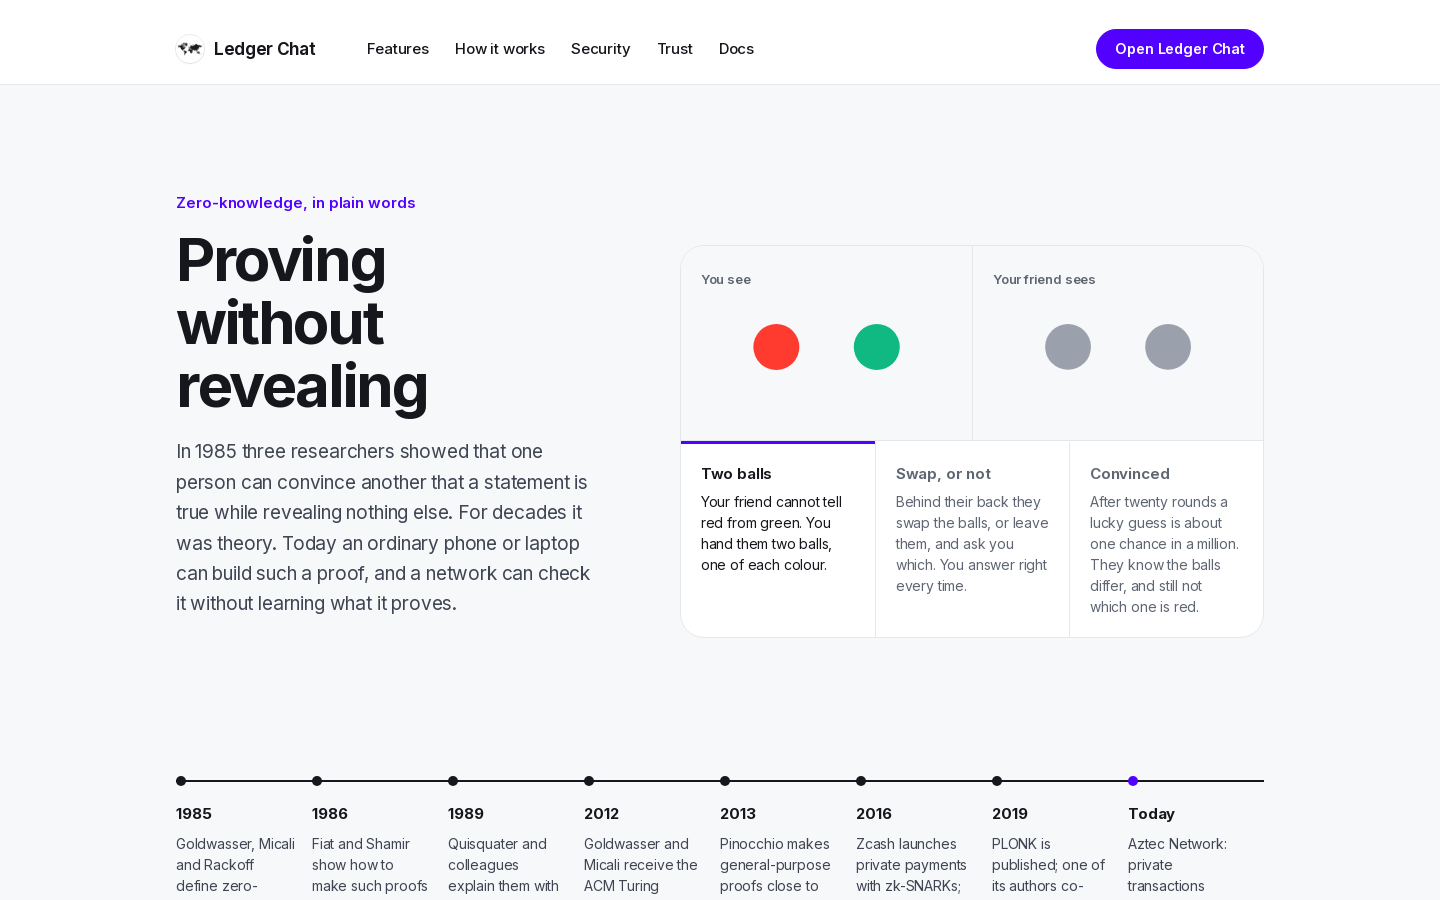 Ledger Chat
Features
How it works
Security
Trust
Docs
Open Ledger Chat
Zero-knowledge, in plain words
Proving
without
revealing
In 1985 three researchers showed that one
person can convince another that a statement is
true while revealing nothing else. For decades it
was theory. Today an ordinary phone or laptop
can build such a proof, and a network can check
it without learning what it proves.
You see
Your friend sees
Two balls
Your friend cannot tell
red from green. You
hand them two balls,
one of each colour.
Swap, or not
Behind their back they
swap the balls, or leave
them, and ask you
which. You answer right
every time.
Convinced
After twenty rounds a
lucky guess is about
one chance in a million.
They know the balls
differ, and still not
which one is red.
1985
Goldwasser, Micali
and Rackoff
define zero-
1986
Fiat and Shamir
show how to
make such proofs
1989
Quisquater and
colleagues
explain them with
2012
Goldwasser and
Micali receive the
ACM Turing
2013
Pinocchio makes
general-purpose
proofs close to
2016
Zcash launches
private payments
with zk-SNARKs;
2019
PLONK is
published; one of
its authors co-
Today
Aztec Network:
private
transactions